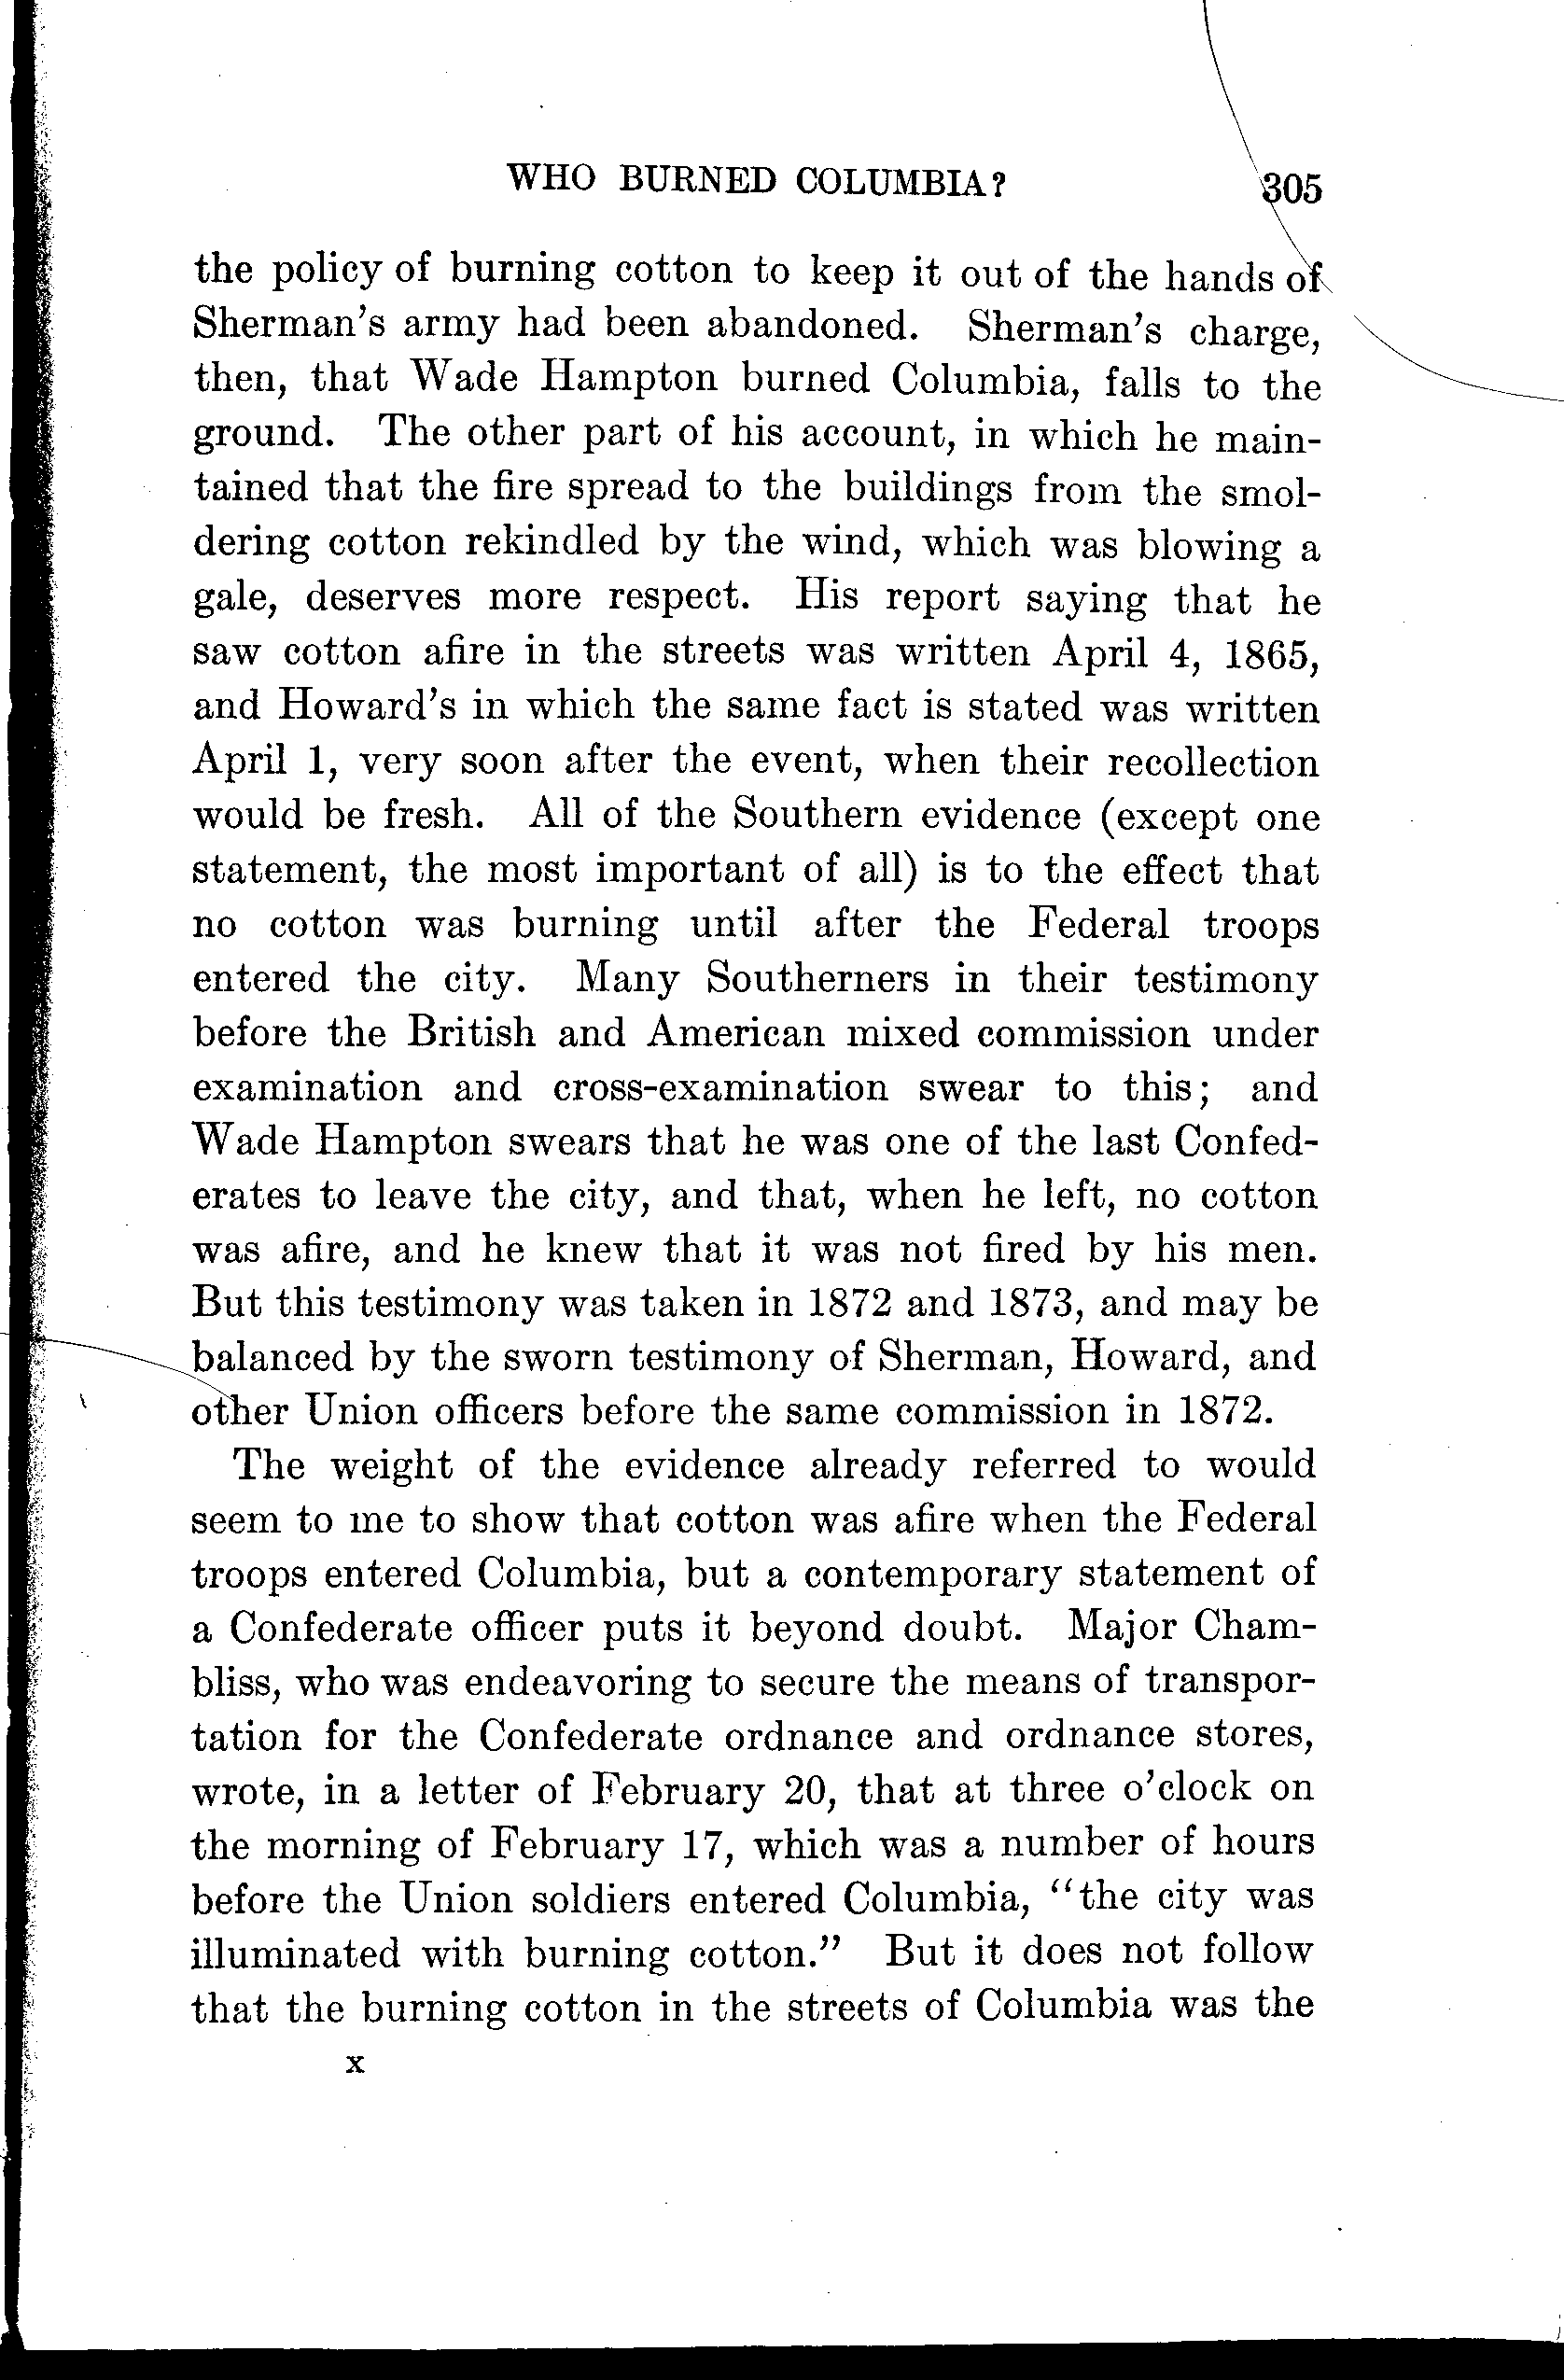 WHO BURNED COLUMBIA? 305
the policy of burning cotton to keep it out of the hands of
Sherman's army had been abandoned. Sherman's charge,
then, that Wade Hampton burned Columbia, falls to the
ground. The other part of his account, in which he main-
tained that the fire spread to the buildings from the smol-
dering cotton rekindled by the wind, which was blowing a
gale, deserves more respect. His report saying that he
saw cotton afire in the streets was written April 4, 1865,
and Howard's in which the same fact is stated was written
April 1, very soon after the event, when their recollection
would be fresh. All of the Southern evidence (except one
statement, the most important of all) is to the effect that
no cotton was burning until after the Federal troops
entered the city. Many Southerners in their testimony
before the British and American mixed commission under
examination and cross-examination swear to this; and
Wade Hampton swears that he was one of the last Confed-
erates to leave the city, and that, when he left, no cotton
was afire, and he knew that it was not fired by his men.
But this testimony was taken in 1872 and 1873, and may be
balanced by the sworn testimony of Sherman, Howard, and
other Union officers before the same commission in 1872.
The weight of the evidence already referred to would
seem to me to show that cotton was afire when the Federal
troops entered Columbia, but a contemporary statement of
a Confederate officer puts it beyond doubt. Major Cham-
bliss, who was endeavoring to secure the means of transpor-
tation for the Confederate ordnance and ordnance stores,
wrote, in a letter of February 20, that at three o'clock on
the morning of February 17, which was a number of hours
before the Union soldiers entered Columbia, "the city was
illuminated with burning cotton." But it does not follow
that the burning cotton in the streets of Columbia was the
x